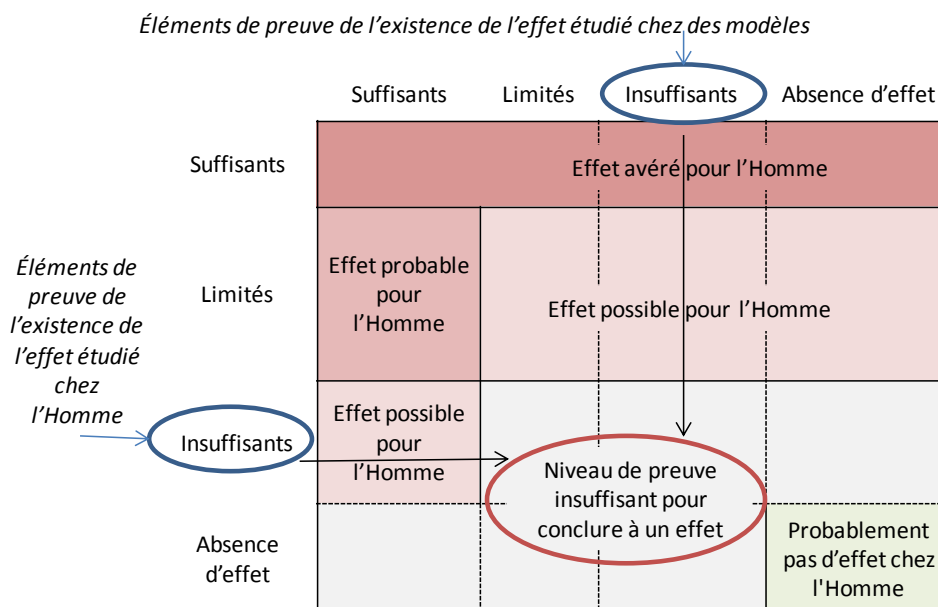 Éléments de preuve de l'existence de l'effet étudié chez des modèles
Suffisants
Limités
Insuffisants
Absence d'effet
Suffisants
Effet avéré pour l'Homme
Éléments de
preuve de
l'existence de
l'effet étudié
chez
l'Homme
Limités
Effet probable
pour
l'Homme
Effet possible pour l'Homme
Insuffisants
Effet possible
pour
l'Homme
Niveau de preuve
insuffisant pour
conclure à un effet
Absence
d'effet
Probablement
pas d'effet chez
l'Homme